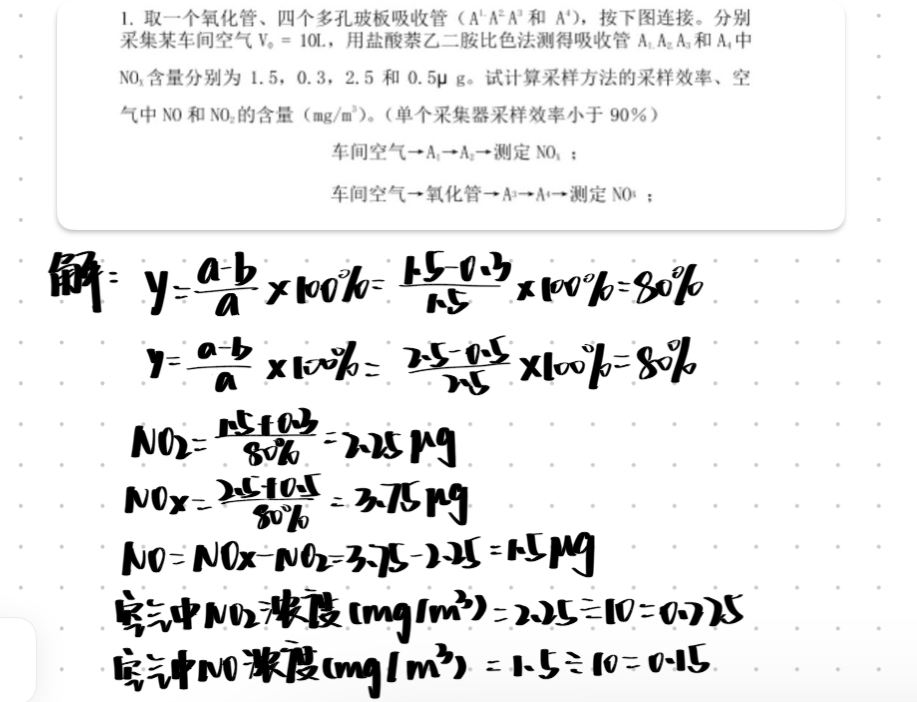 1. 取一个氧化管、四个多孔玻板吸收管（A¹ A² A³ 和 A⁴），按下图连接。分别
采集某车间空气 V₀ = 10L，用盐酸萘乙二胺比色法测得吸收管 A₁ A₂ A₃ 和 A₄ 中
NOₓ 含量分别为 1.5，0.3，2.5 和 0.5μ g。试计算采样方法的采样效率、空
气中 NO 和 NO₂ 的含量（mg/m³）。（单个采集器采样效率小于 90%）
车间空气→A₁→A₂→测定 NOₓ ；
车间空气→氧化管→A₃→A₄→测定 NOˣ ；
解: y=(a-b)/a ×100%= (1.5-0.3)/1.5 ×100%=80%
y=(a-b)/a ×100%= (2.5-0.5)/2.5 ×100%=80%
NO₂= (1.5+0.3)/80% =2.25 μg
NOx= (2.5+0.5)/80% =3.75 μg
NO=NOx-NO₂=3.75-2.25=1.5 μg
空气中NO₂浓度(mg/m³)=2.25÷10=0.225
空气中NO浓度(mg/m³) =1.5÷10=0.15